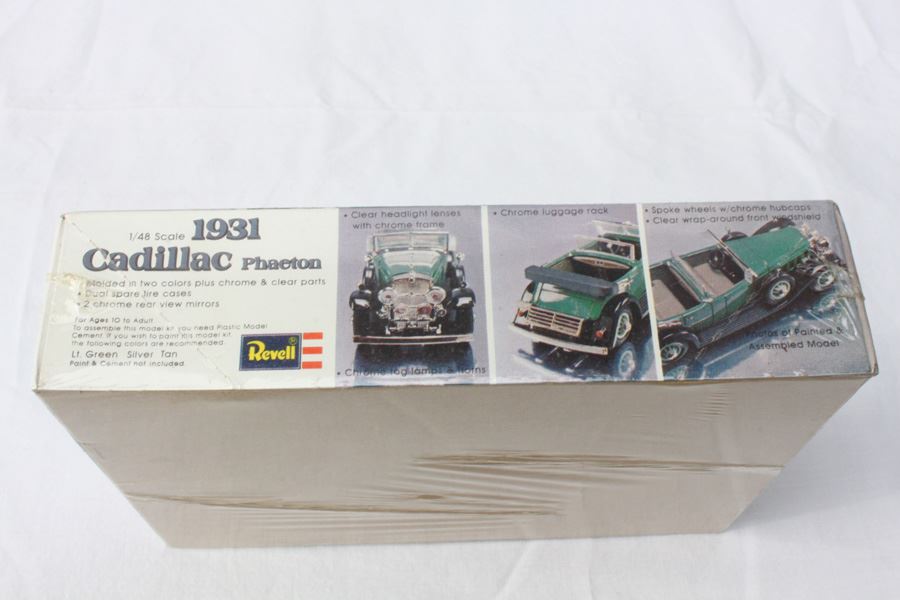 1/48 Scale 1931
Cadillac Phaeton
• Molded in two colors plus chrome & clear parts
• Dual spare tire cases
• 2 chrome rear view mirrors
For Ages 10 to Adult
To assemble this model kit you need Plastic Model
Cement. If you wish to paint this model kit,
the following colors are recommended.
Lt. Green Silver Tan
Paint & Cement not included.
Revell
• Clear headlight lenses
with chrome frame
• Chrome fog lamps & horns
• Chrome luggage rack
• Spoke wheels w/chrome hubcaps
• Clear wrap-around front windshield
Photos of Painted &
Assembled Model